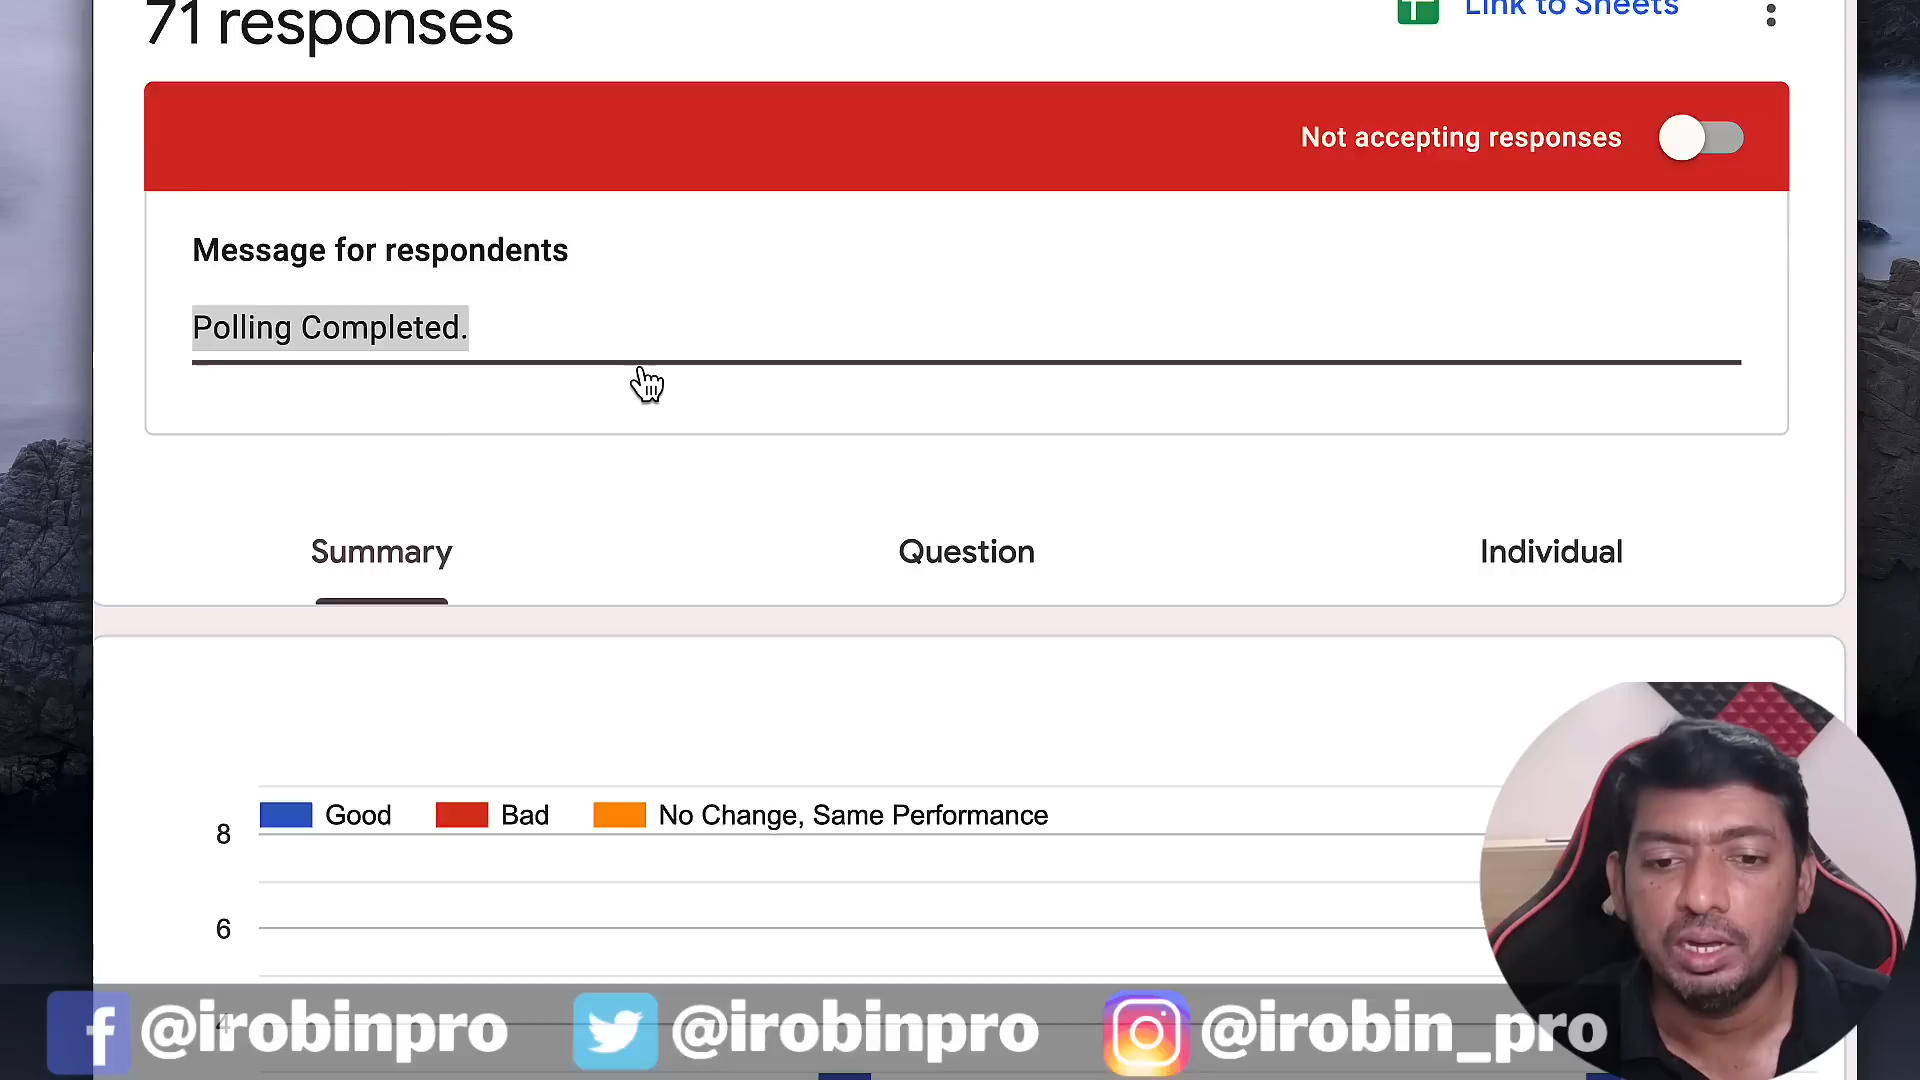 71 responses
Link to Sheets
Not accepting responses
Message for respondents
Polling Completed.
Summary
Question
Individual
Good
Bad
No Change, Same Performance
8
6
4
@irobinpro
@irobinpro
@irobin_pro